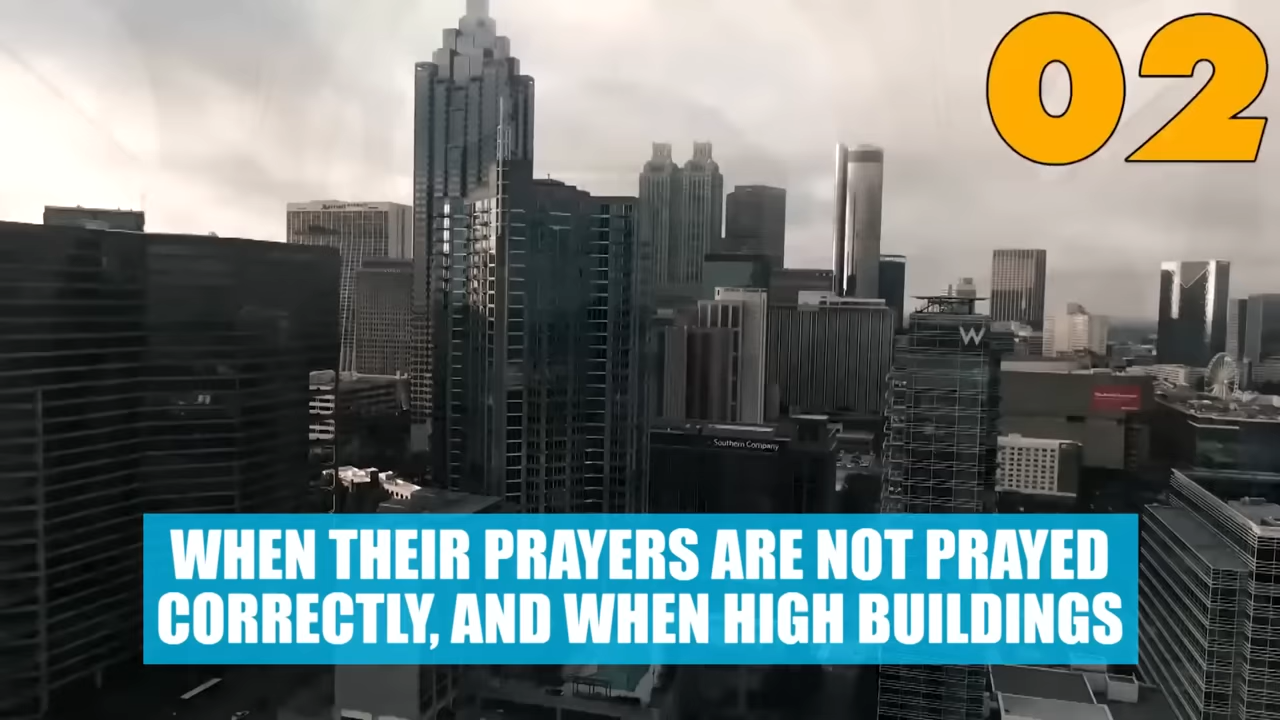 02
W
Southern Company
WHEN THEIR PRAYERS ARE NOT PRAYED
CORRECTLY, AND WHEN HIGH BUILDINGS